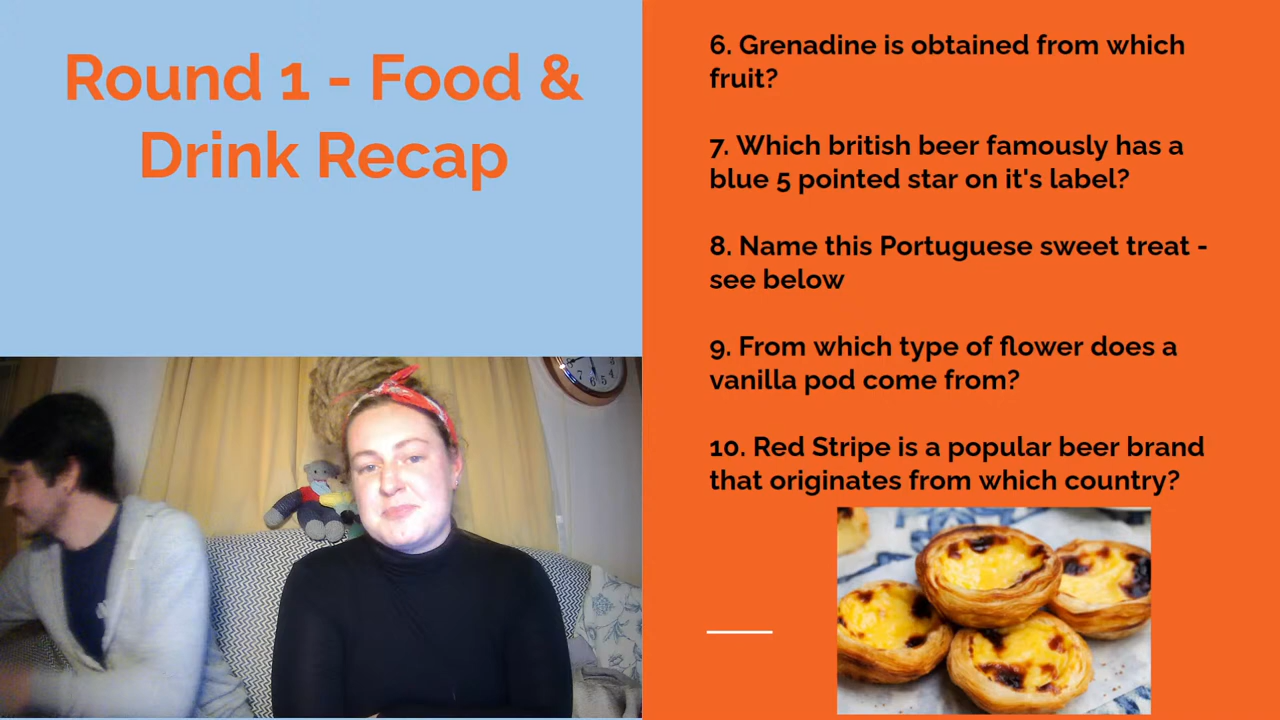 Round 1 - Food &
Drink Recap
6. Grenadine is obtained from which
fruit?
7. Which british beer famously has a
blue 5 pointed star on it's label?
8. Name this Portuguese sweet treat -
see below
9. From which type of flower does a
vanilla pod come from?
10. Red Stripe is a popular beer brand
that originates from which country?